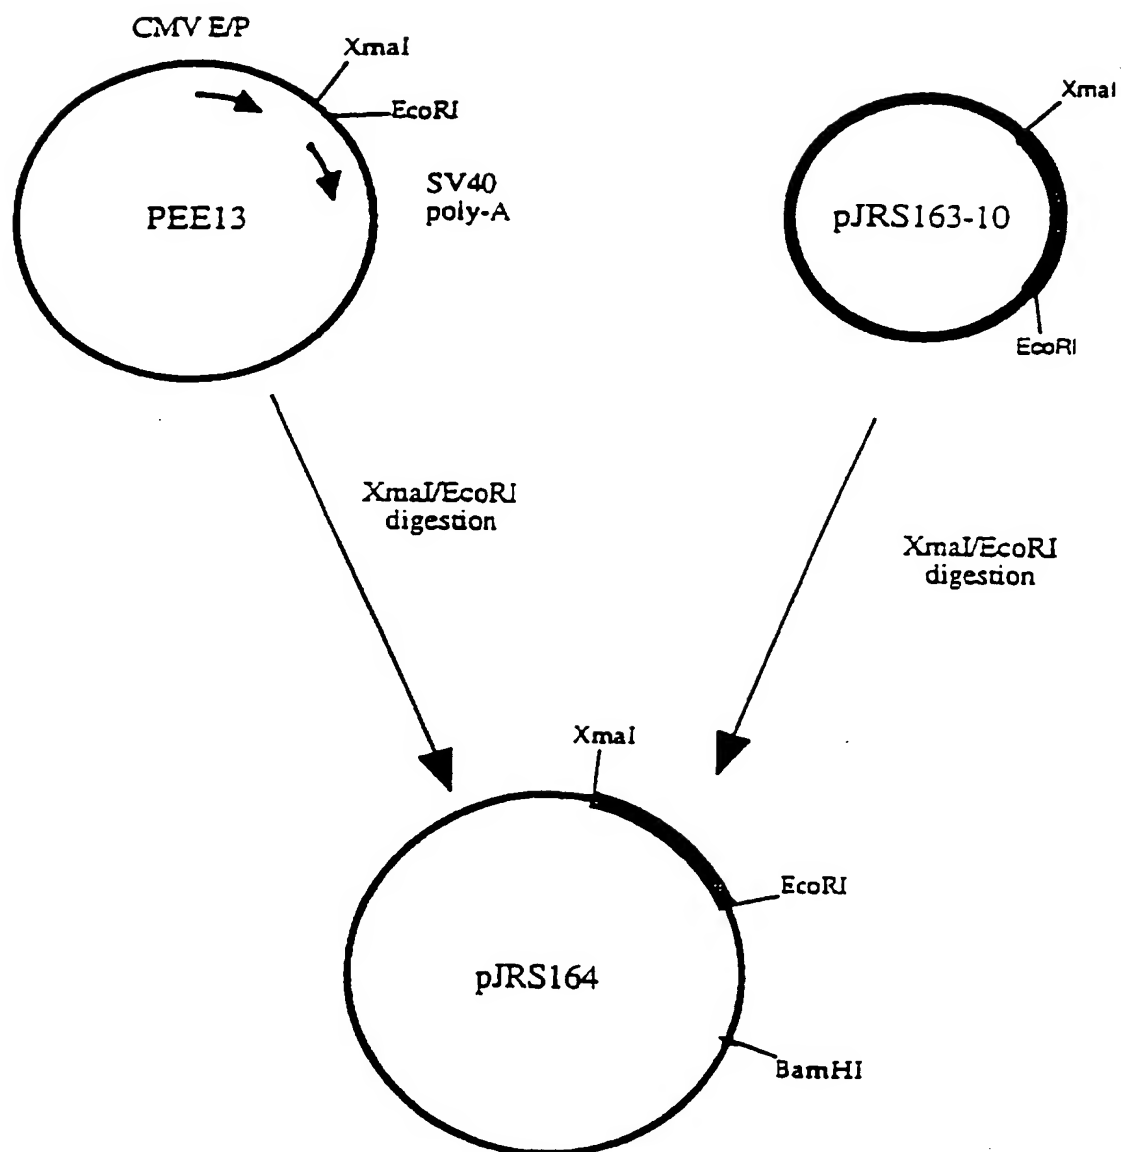 CMV E/P
XmaI
EcoRI
SV40
poly-A
PEE13
XmaI
pJRS163-10
EcoRI
XmaI/EcoRI
digestion
XmaI/EcoRI
digestion
XmaI
EcoRI
pJRS164
BamHI